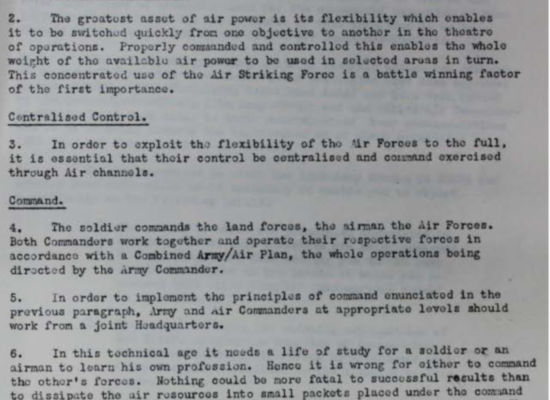 2. The greatest asset of air power is its flexibility which enables
it to be switched quickly from one objective to another in the theatre
of operations. Properly commanded and controlled this enables the whole
weight of the available air power to be used in selected areas in turn.
This concentrated use of the Air Striking Force is a battle winning factor
of the first importance.
Centralised Control.
3. In order to exploit the flexibility of the Air Forces to the full,
it is essential that their control be centralised and command exercised
through Air channels.
Command.
4. The soldier commands the land forces, the airman the Air Forces.
Both Commanders work together and operate their respective forces in
accordance with a Combined Army/Air Plan, the whole operations being
directed by the Army Commander.
5. In order to implement the principles of command enunciated in the
previous paragraph, Army and Air Commanders at appropriate levels should
work from a joint Headquarters.
6. In this technical age it needs a life of study for a soldier or an
airman to learn his own profession. Hence it is wrong for either to command
the other's forces. Nothing could be more fatal to successful results than
to dissipate the air resources into small packets placed under the command